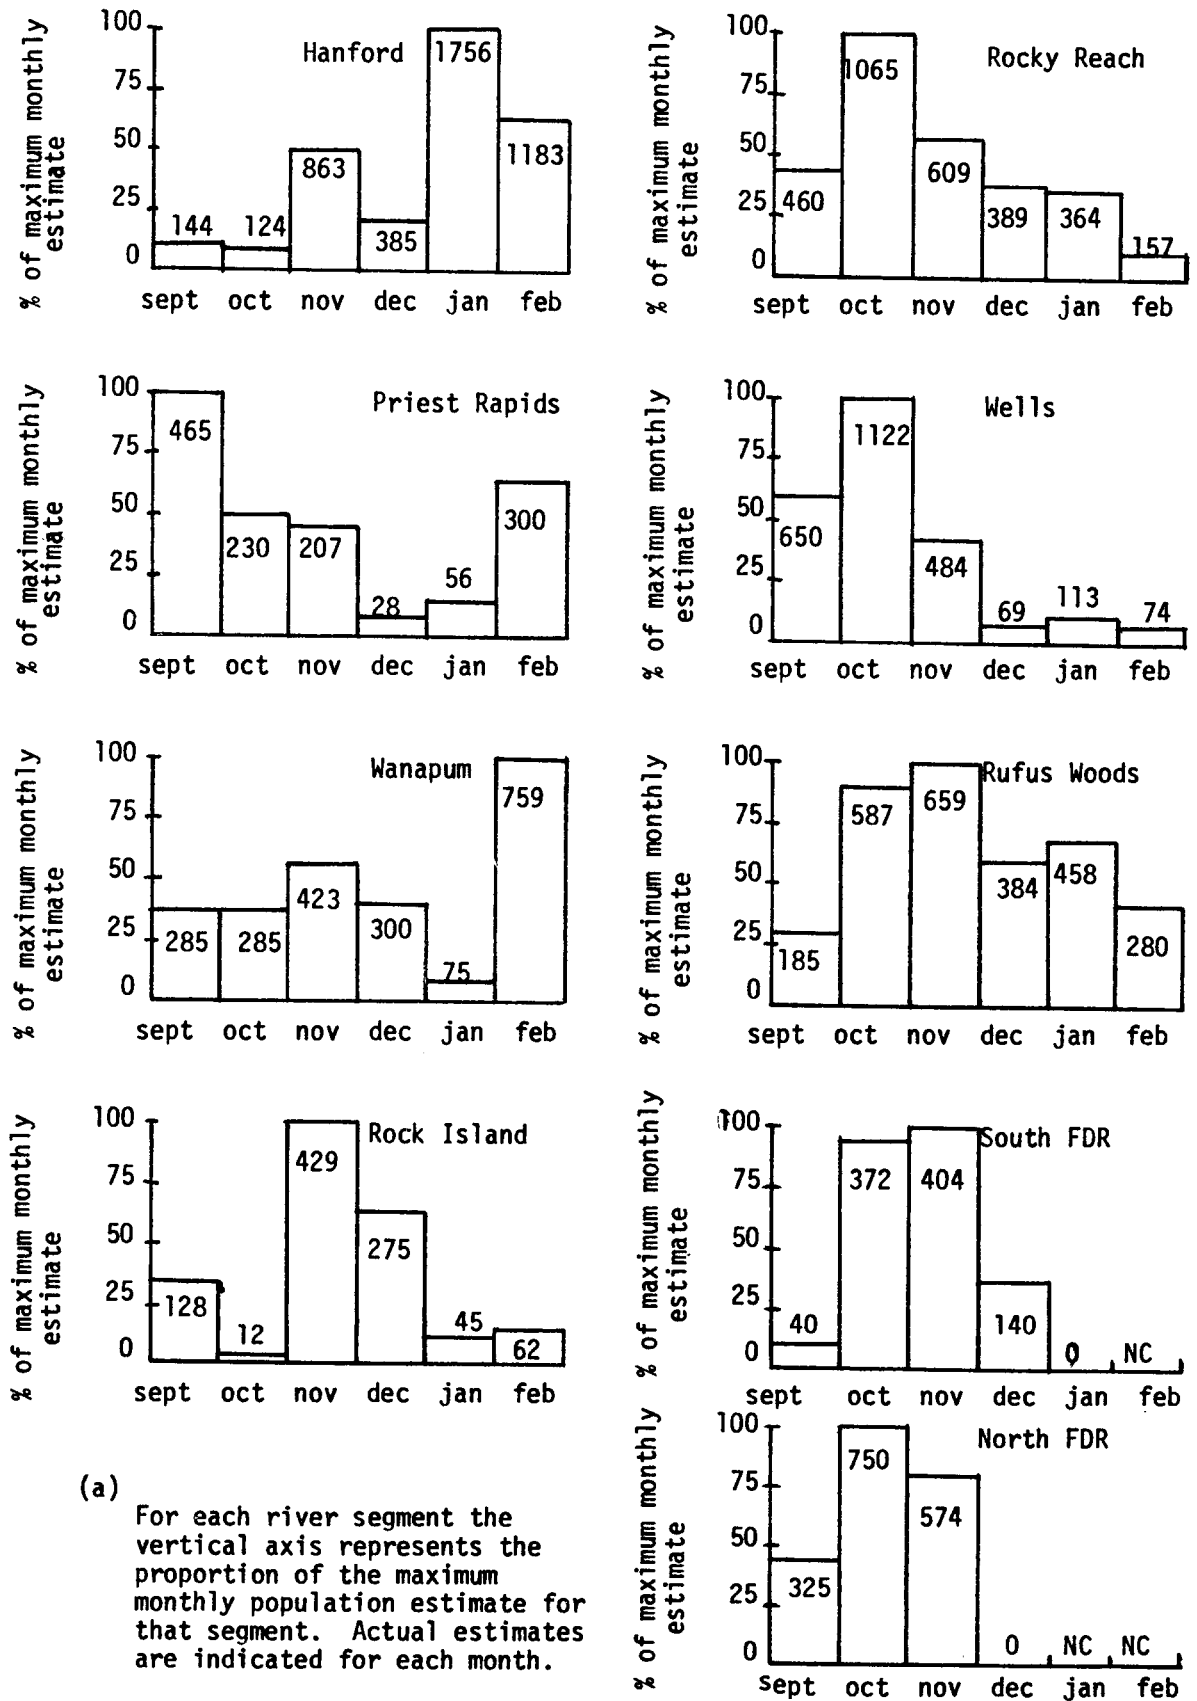 % of maximum monthly
estimate
100
75
50
25
0
Hanford
144
124
863
385
1756
1183
sept oct nov dec jan feb
% of maximum monthly
estimate
100
75
50
25
0
Rocky Reach
460
1065
609
389
364
157
sept oct nov dec jan feb
% of maximum monthly
estimate
100
75
50
25
0
Priest Rapids
465
230
207
28
56
300
sept oct nov dec jan feb
% of maximum monthly
estimate
100
75
50
25
0
Wells
650
1122
484
69
113
74
sept oct nov dec jan feb
% of maximum monthly
estimate
100
75
50
25
0
Wanapum
285
285
423
300
75
759
sept oct nov dec jan feb
% of maximum monthly
estimate
100
75
50
25
0
Rufus Woods
185
587
659
384
458
280
sept oct nov dec jan feb
% of maximum monthly
estimate
100
75
50
25
0
Rock Island
128
12
429
275
45
62
sept oct nov dec jan feb
% of maximum monthly
estimate
100
75
50
25
0
South FDR
40
372
404
140
0
NC
sept oct nov dec jan feb
% of maximum monthly
estimate
100
75
50
25
0
North FDR
325
750
574
0
NC
NC
sept oct nov dec jan feb
(a)
For each river segment the
vertical axis represents the
proportion of the maximum
monthly population estimate for
that segment. Actual estimates
are indicated for each month.